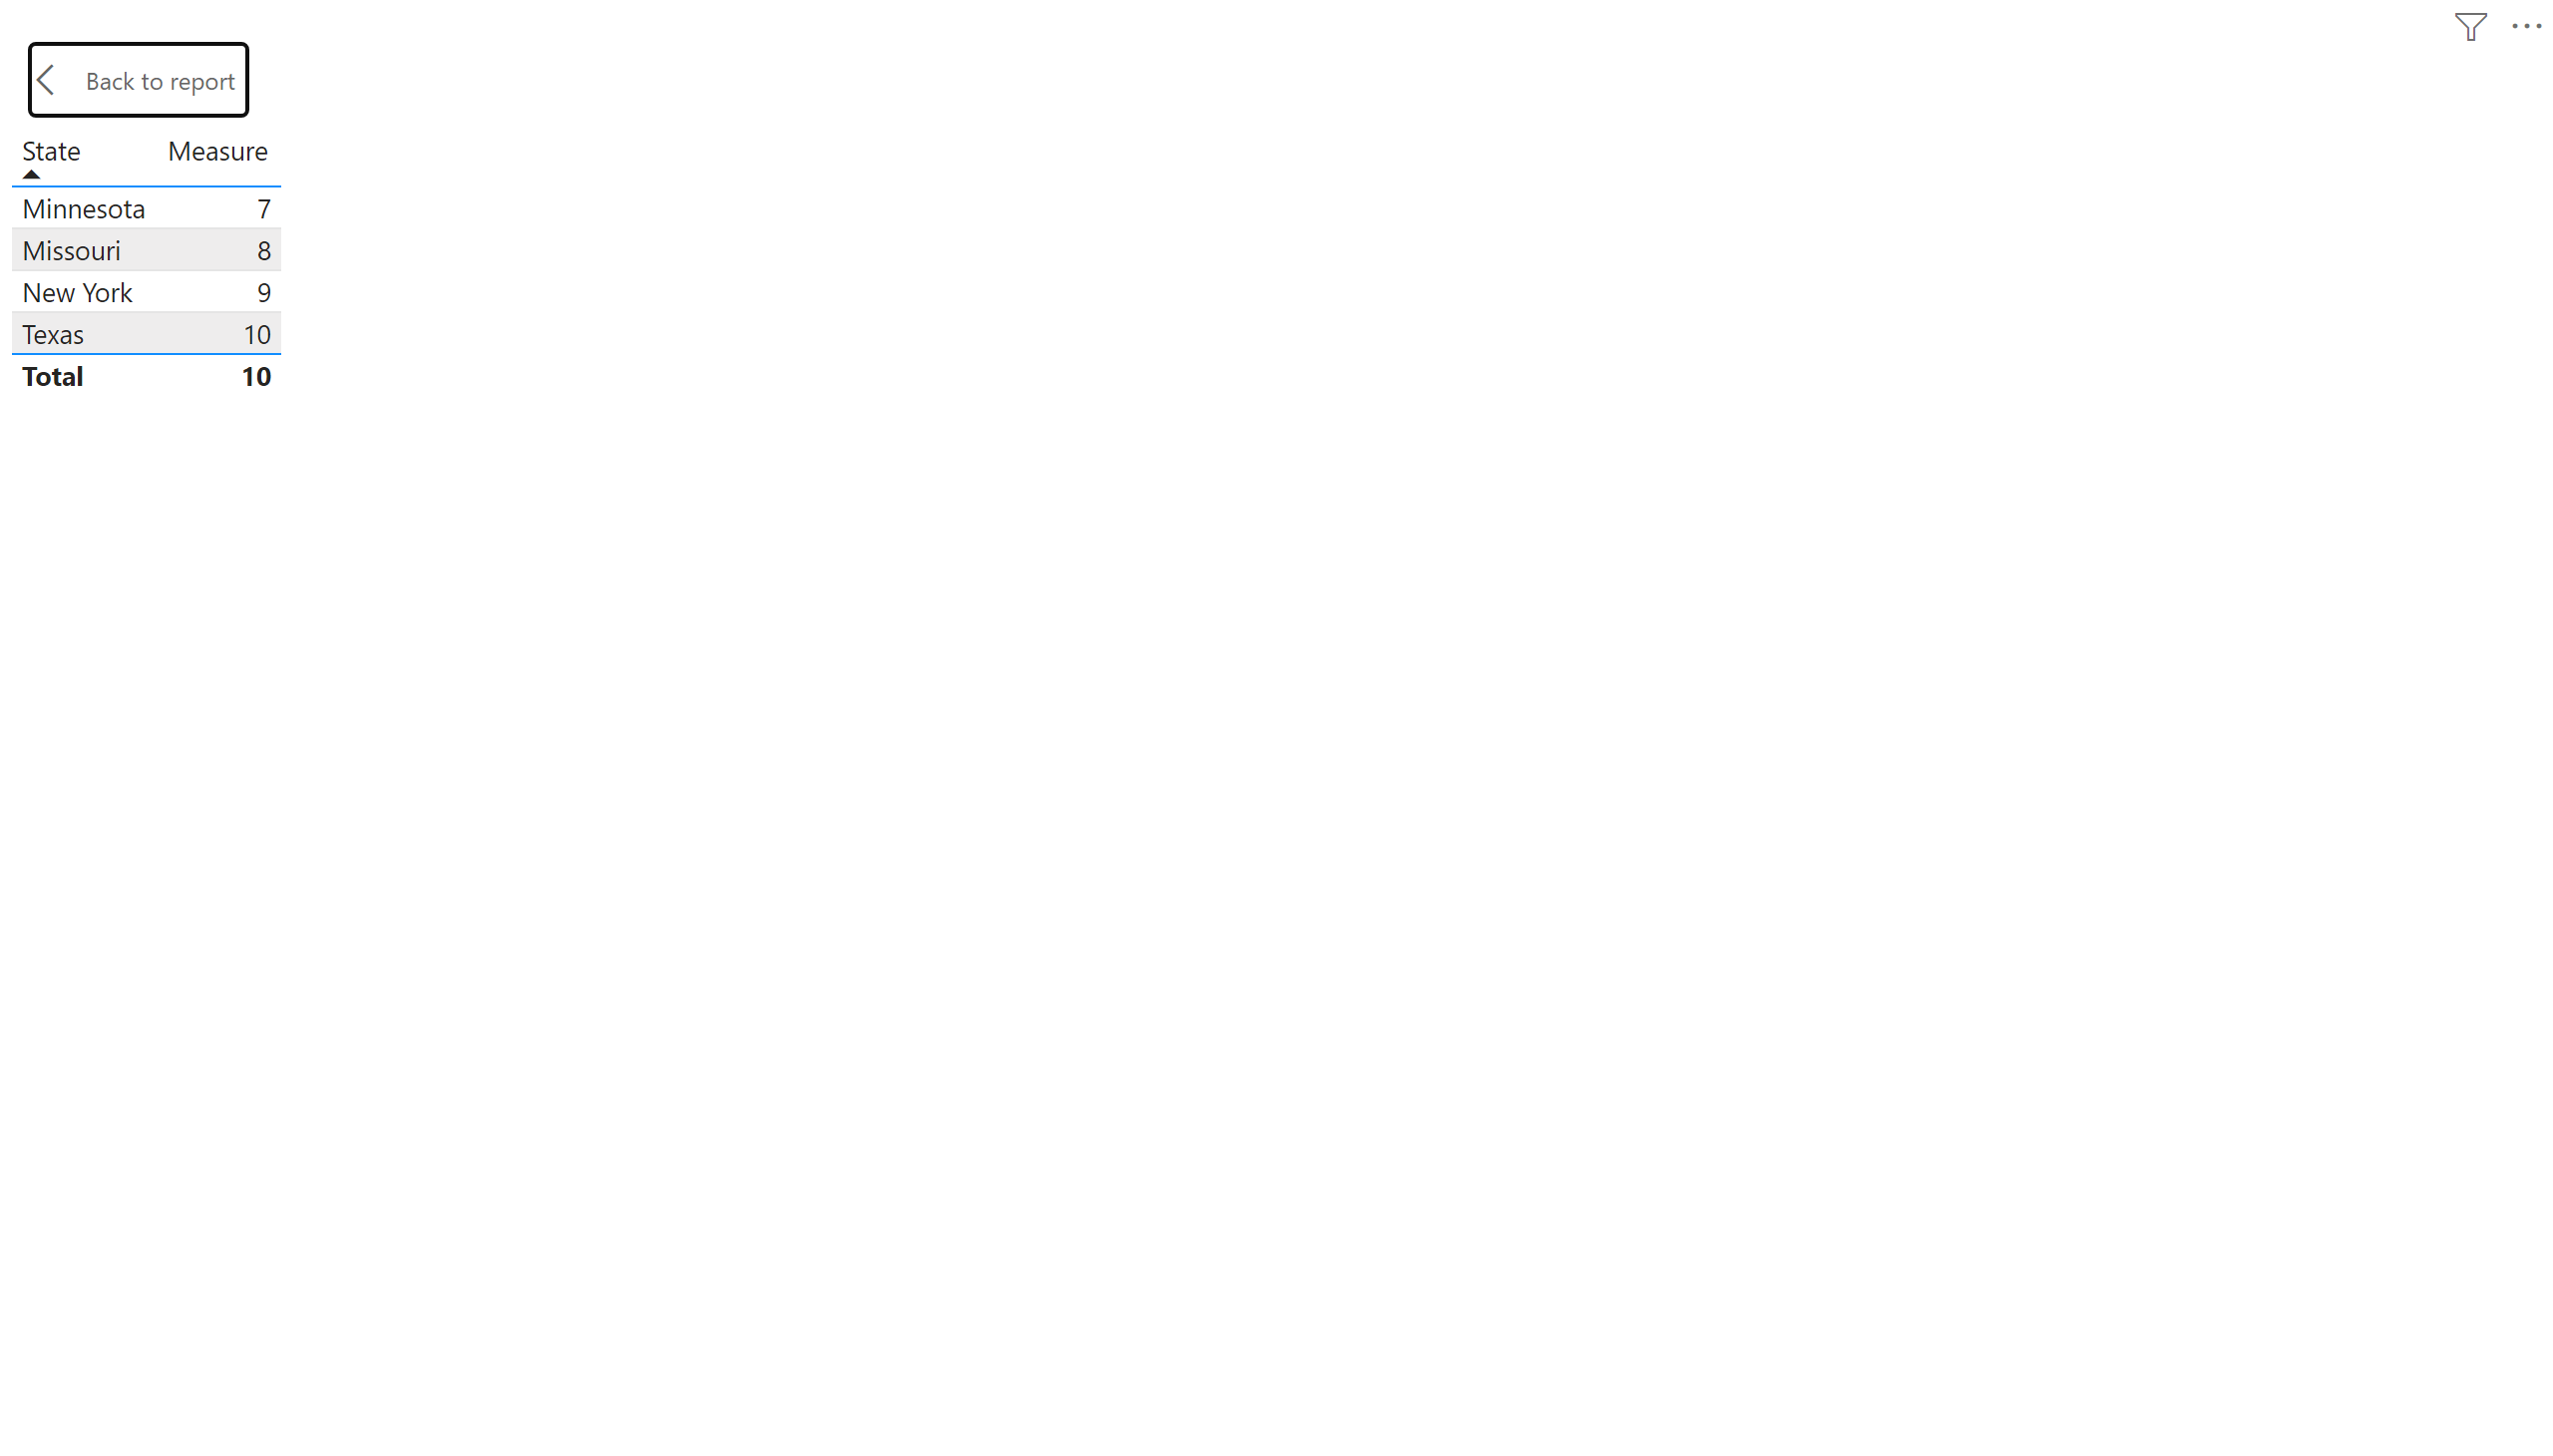 Back to report
State Measure
Minnesota 7
Missouri 8
New York 9
Texas 10
Total 10